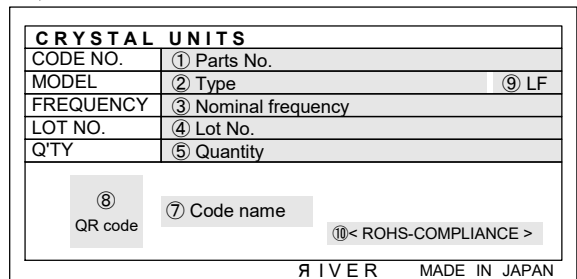 CRYSTAL UNITS
CODE NO. ① Parts No.
MODEL ② Type ⑨ LF
FREQUENCY ③ Nominal frequency
LOT NO. ④ Lot No.
Q'TY ⑤ Quantity
⑧
QR code
⑦ Code name
⑩< ROHS-COMPLIANCE >
ЯIVER MADE IN JAPAN